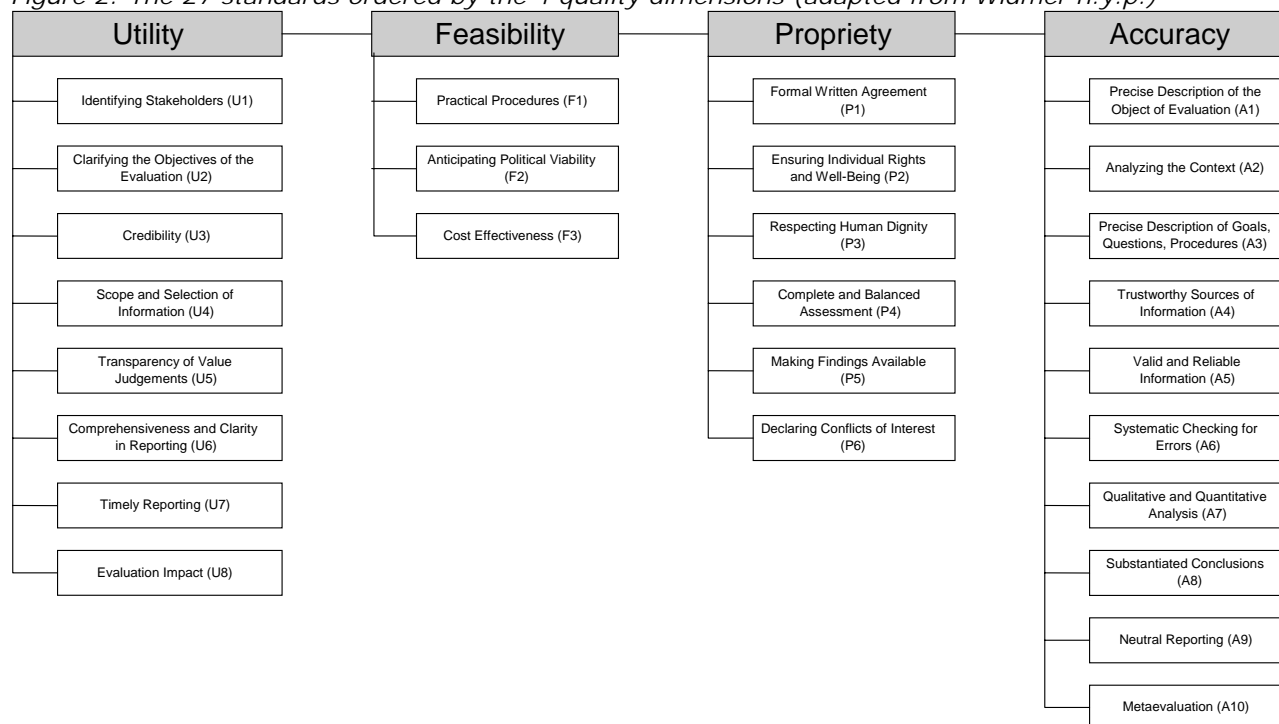 Figure 2: The 27 standards ordered by the 4 quality dimensions (adapted from Widmer n.y.p.)
Utility
Identifying Stakeholders (U1)
Clarifying the Objectives of the
Evaluation (U2)
Credibility (U3)
Scope and Selection of
Information (U4)
Transparency of Value
Judgements (U5)
Comprehensiveness and Clarity
in Reporting (U6)
Timely Reporting (U7)
Evaluation Impact (U8)
Feasibility
Practical Procedures (F1)
Anticipating Political Viability
(F2)
Cost Effectiveness (F3)
Propriety
Formal Written Agreement
(P1)
Ensuring Individual Rights
and Well-Being (P2)
Respecting Human Dignity
(P3)
Complete and Balanced
Assessment (P4)
Making Findings Available
(P5)
Declaring Conflicts of Interest
(P6)
Accuracy
Precise Description of the
Object of Evaluation (A1)
Analyzing the Context (A2)
Precise Description of Goals,
Questions, Procedures (A3)
Trustworthy Sources of
Information (A4)
Valid and Reliable
Information (A5)
Systematic Checking for
Errors (A6)
Qualitative and Quantitative
Analysis (A7)
Substantiated Conclusions
(A8)
Neutral Reporting (A9)
Metaevaluation (A10)